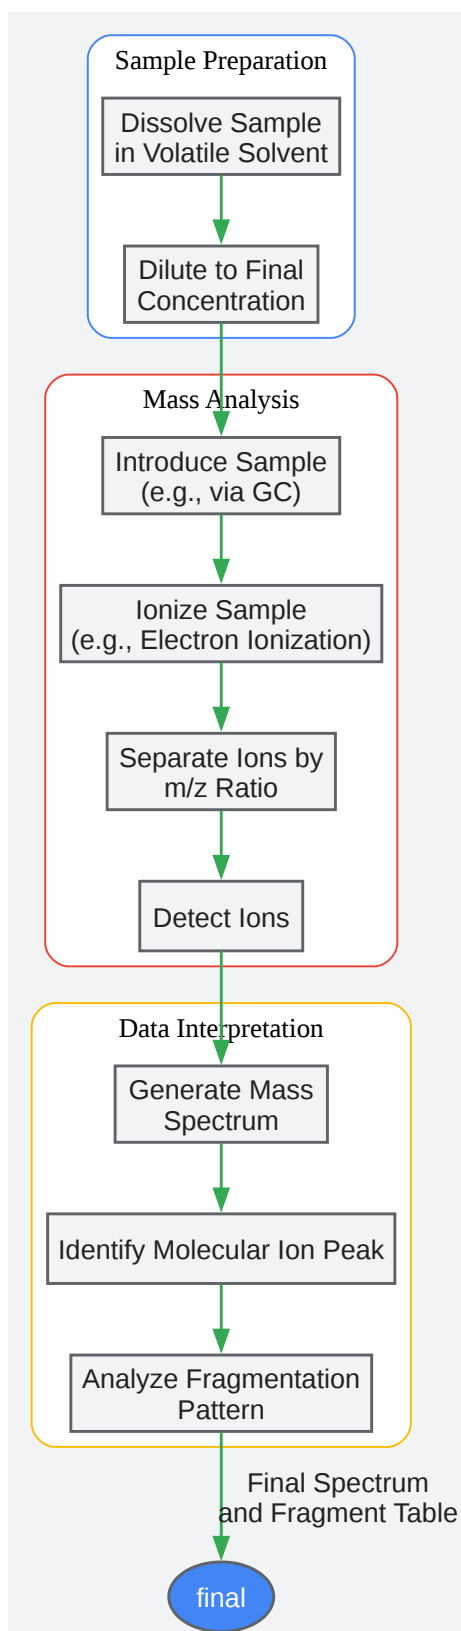 Sample Preparation
Dissolve Sample
in Volatile Solvent
Dilute to Final
Concentration
Mass Analysis
Introduce Sample
(e.g., via GC)
Ionize Sample
(e.g., Electron Ionization)
Separate Ions by
m/z Ratio
Detect Ions
Data Interpretation
Generate Mass
Spectrum
Identify Molecular Ion Peak
Analyze Fragmentation
Pattern
Final Spectrum
and Fragment Table
final